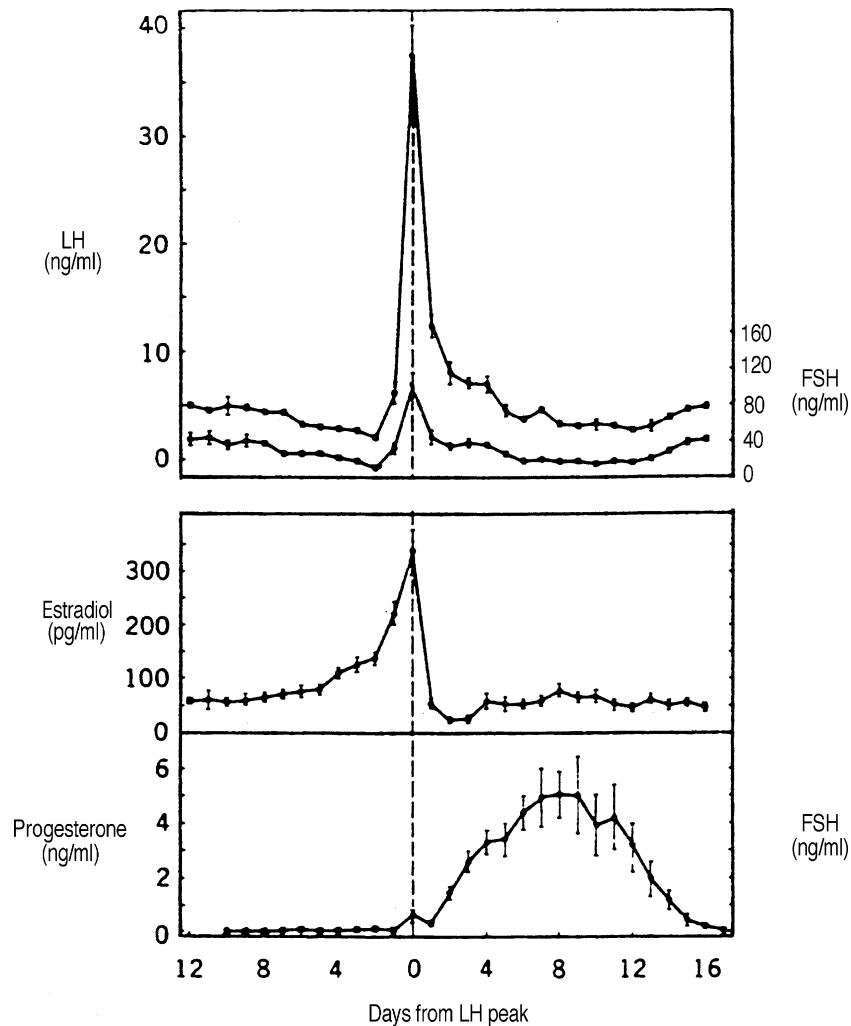 40
30
LH
(ng/ml)
20
10
0
160
120
80
40
0
FSH
(ng/ml)
Estradiol
(pg/ml)
300
200
100
0
Progesterone
(ng/ml)
6
4
2
0
FSH
(ng/ml)
12 8 4 0 4 8 12 16
Days from LH peak